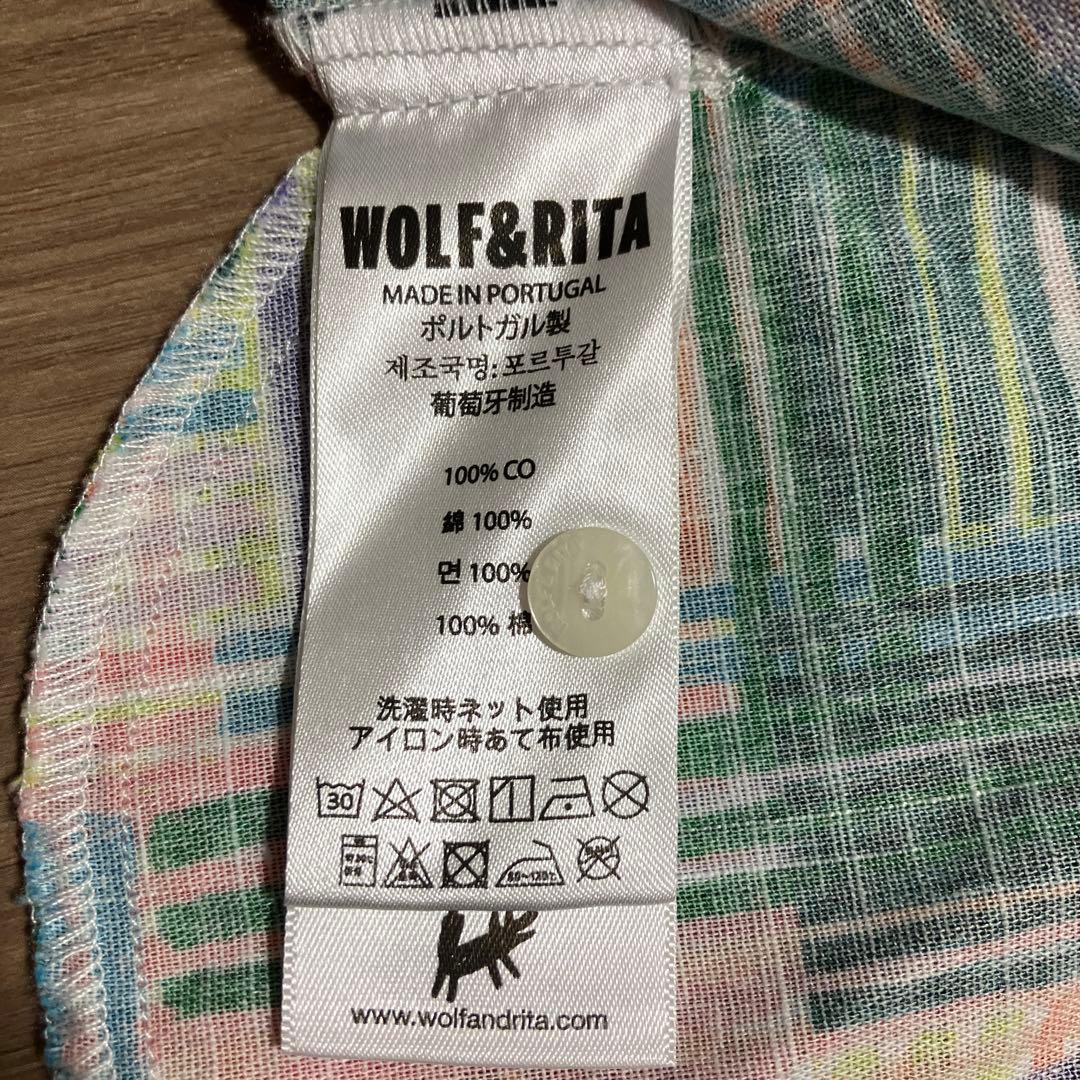 WOLF&RITA
MADE IN PORTUGAL
ポルトガル製
제조국명: 포르투갈
葡萄牙制造
100% CO
綿 100%
면 100%
100% 棉
洗濯時ネット使用
アイロン時あて布使用
30
80~120℃
www.wolfandrita.com